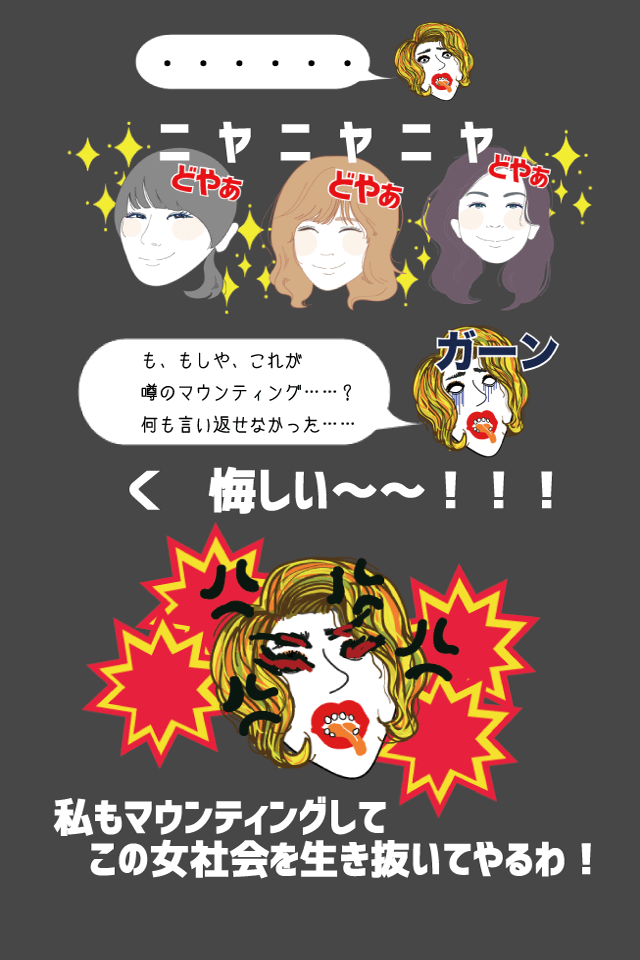 ・・・・・・
ニヤニヤニヤ
どやぁ
どやぁ
どやぁ
も、もしや、これが
噂のマウンティング……？
何も言い返せなかった……
ガーン
く　悔しい～～！！！
私もマウンティングして
この女社会を生き抜いてやるわ！